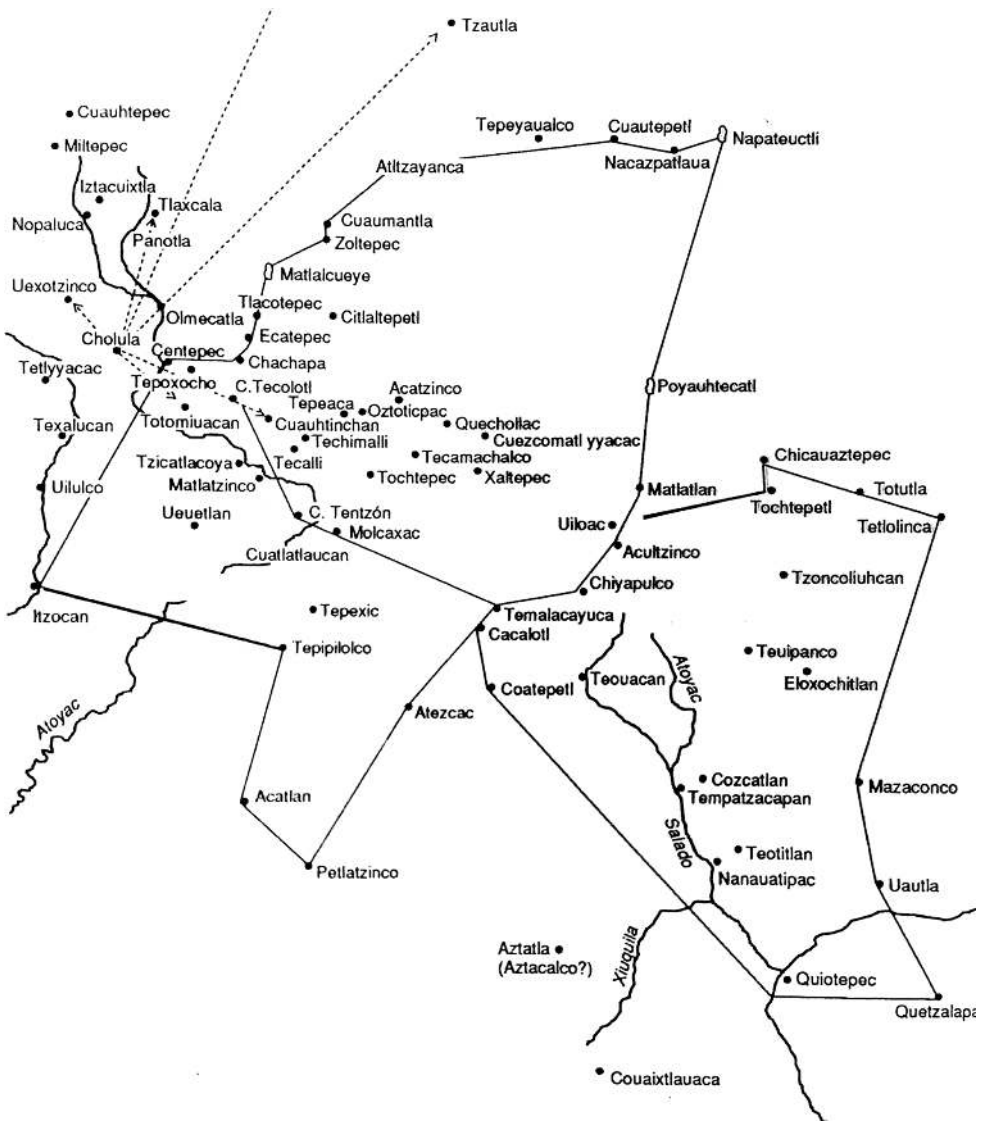 Tzautla
Cuauhtepec
Miltepec
Tepeyaualco
Cuautepetl
Napateuctli
Nacazpatlaua
Atltzayanca
Iztacuixtla
Tlaxcala
Nopaluca
Panotla
Cuaumantla
Zoltepec
Matlalcueye
Uexotzinco
Tlacotepec
Olmecatla
Citlaltepetl
Cholula
Ecatepec
Centepec
Chachapa
Tetlyyacac
Tepoxocho
C.Tecolotl
Acatzinco
Poyauhtecatl
Tepeaca
Oztoticpac
Totomiuacan
Cuauhtinchan
Quechollac
Texalucan
Techimalli
Cuezcomatl yyacac
Tzicatlacoya
Tecalli
Tecamachalco
Chicauaztepec
Uilulco
Matlatzinco
Tochtepec
Xaltepec
Matlatlan
Tochtepetl
Totutla
Ueuetlan
C. Tentzón
Uiloac
Tetlolinca
Molcaxac
Acultzinco
Cuatlatlaucan
Tzoncoliuhcan
Chiyapulco
Itzocan
Tepexic
Temalacayuca
Cacalotl
Tepipilolco
Teuipanco
Atoyac
Teouacan
Eloxochitlan
Coatepetl
Atoyac
Atezcac
Cozcatlan
Mazaconco
Tempatzacapan
Acatlan
Salado
Teotitlan
Petlatzinco
Nanauatipac
Uautla
Aztatla
(Aztacalco?)
Xiuquila
Quiotepec
Quetzalapa
Couaixtlauaca